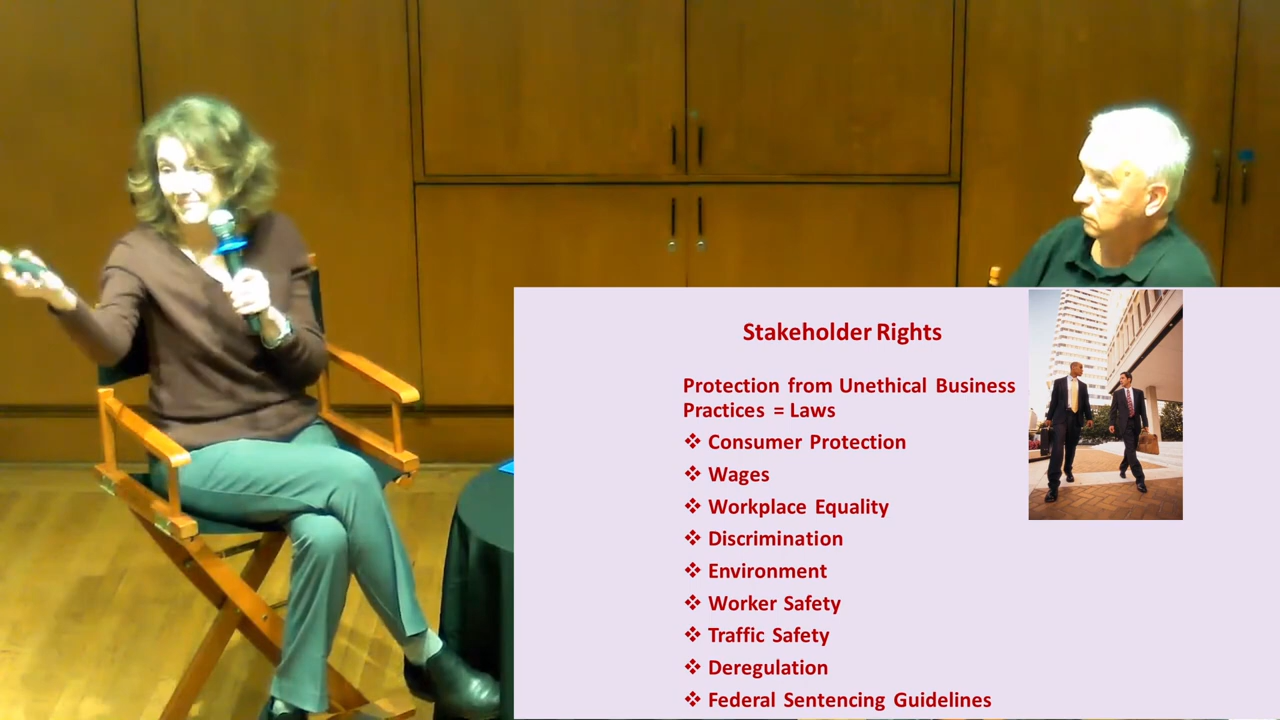 Stakeholder Rights
Protection from Unethical Business
Practices = Laws
❖ Consumer Protection
❖ Wages
❖ Workplace Equality
❖ Discrimination
❖ Environment
❖ Worker Safety
❖ Traffic Safety
❖ Deregulation
❖ Federal Sentencing Guidelines